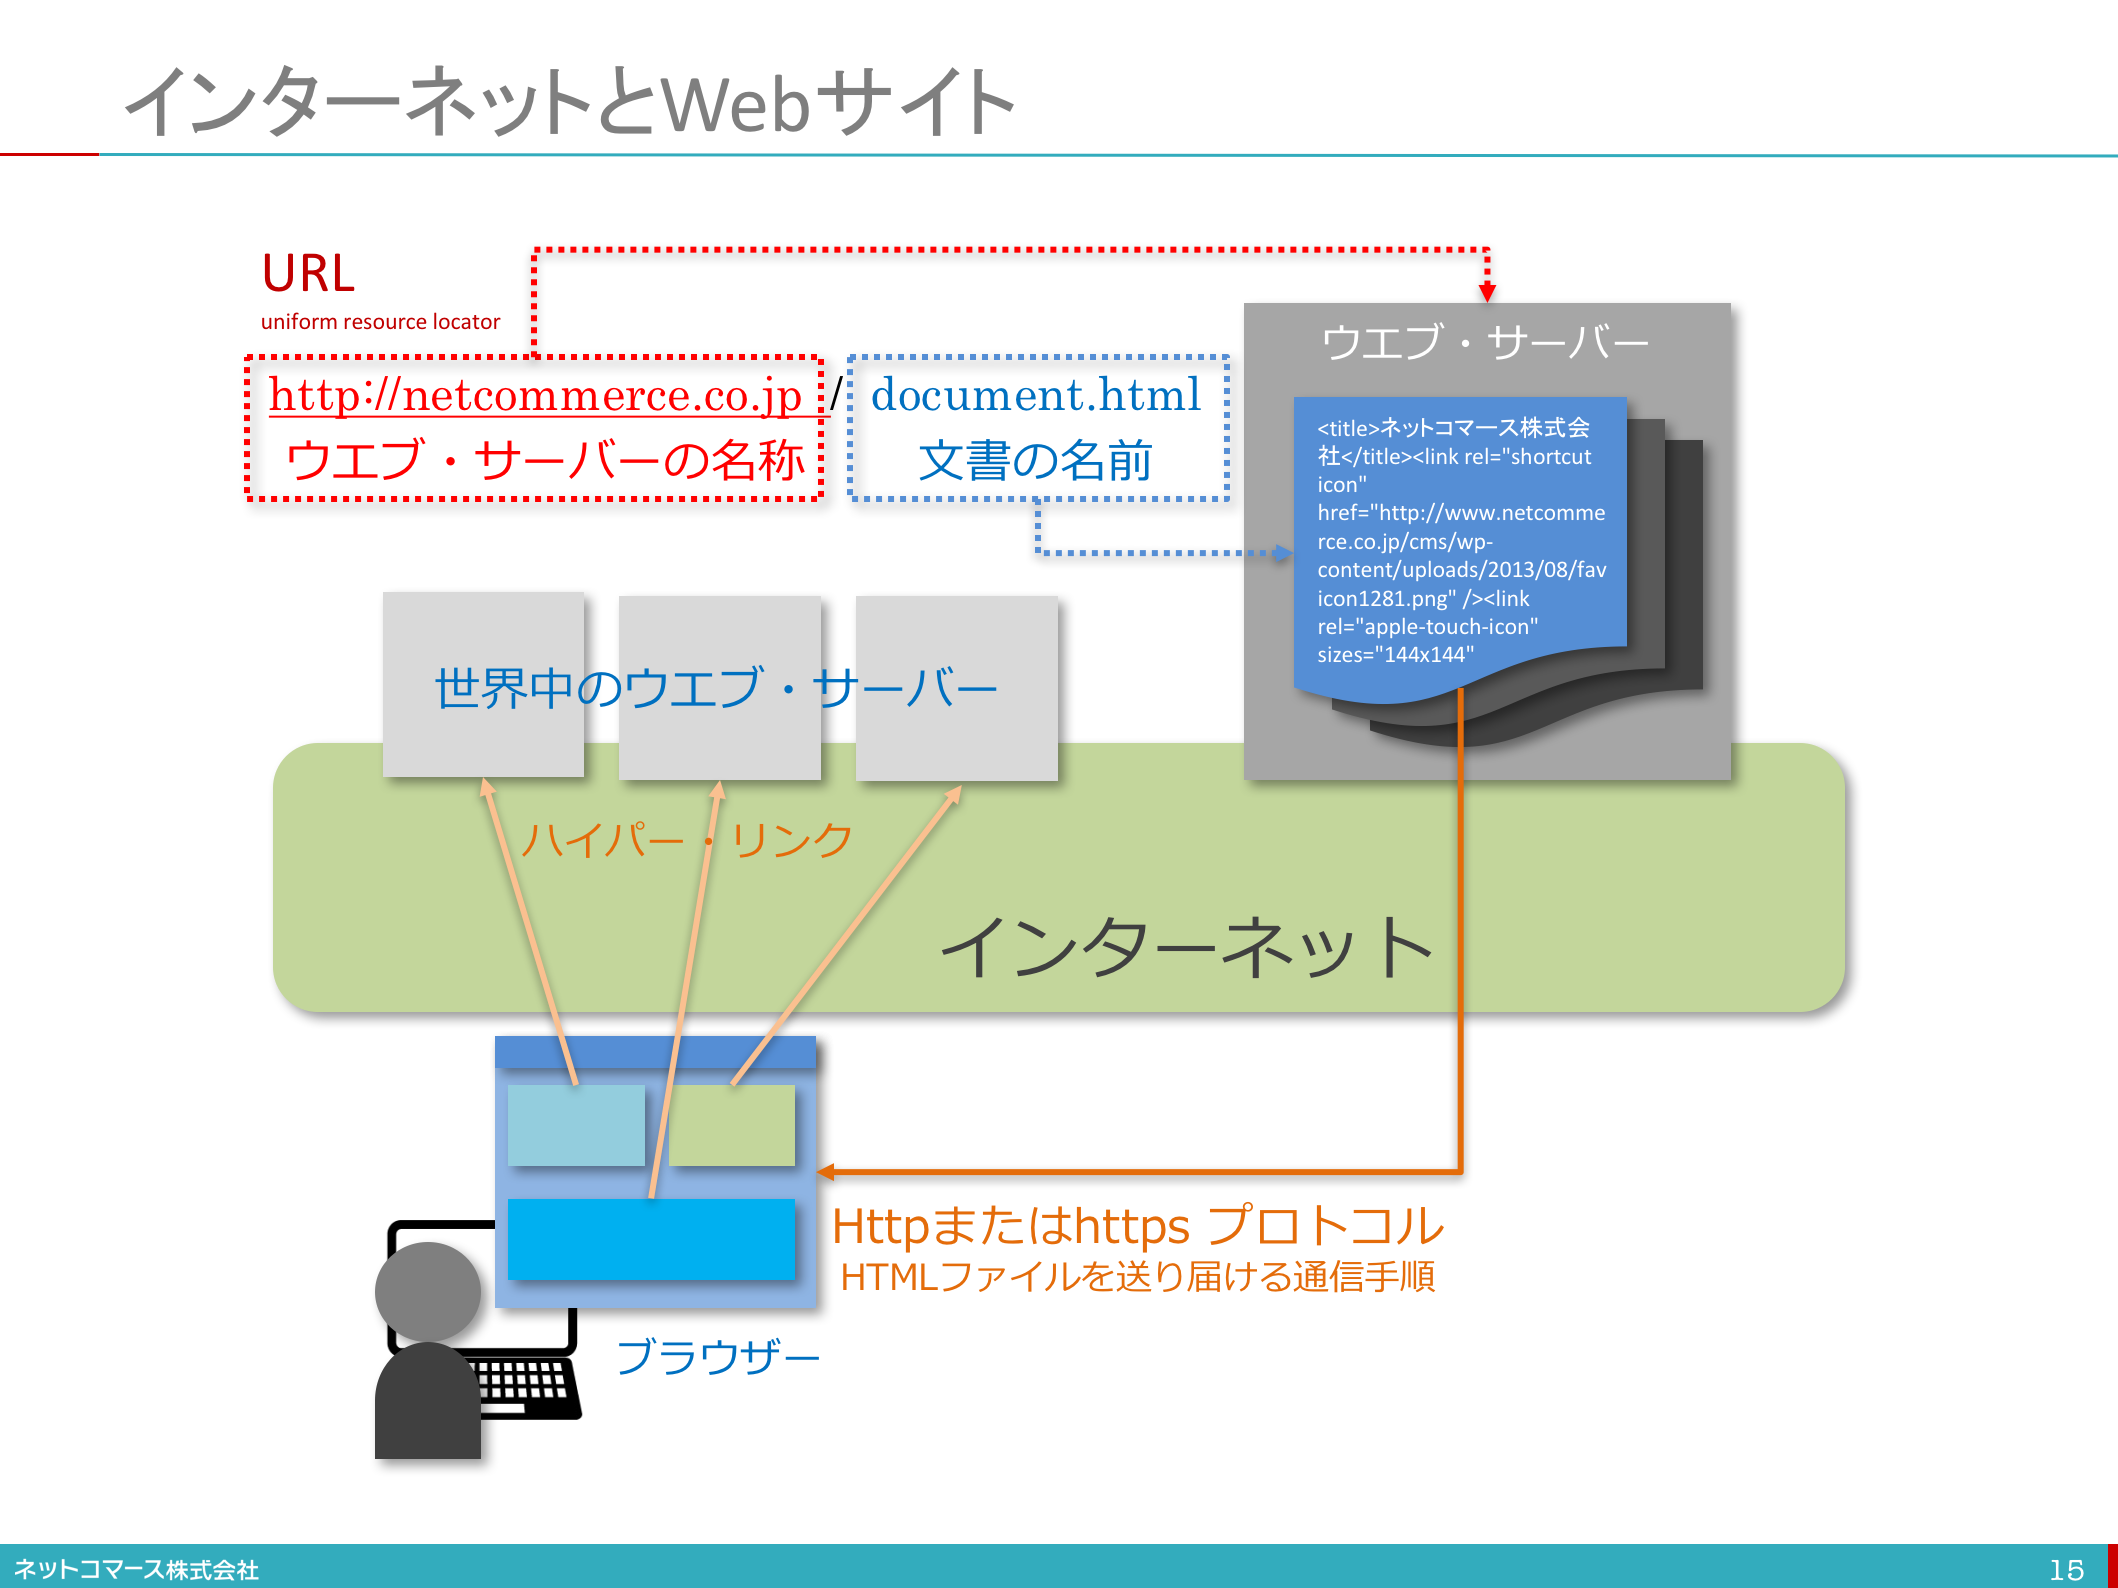 インターネットとWebサイト
URL
uniform resource locator
http://netcommerce.co.jp / document.html
ウエブ・サーバーの名称
文書の名前
ウエブ・サーバー
<title>ネットコマース株式会
社</title><link rel="shortcut
icon"
href="http://www.netcomme
rce.co.jp/cms/wp-
content/uploads/2013/08/fav
icon1281.png" /><link
rel="apple-touch-icon"
sizes="144x144"
世界中のウエブ・サーバー
ハイパー・リンク
インターネット
Httpまたはhttps プロトコル
HTMLファイルを送り届ける通信手順
ブラウザー
ネットコマース株式会社
15